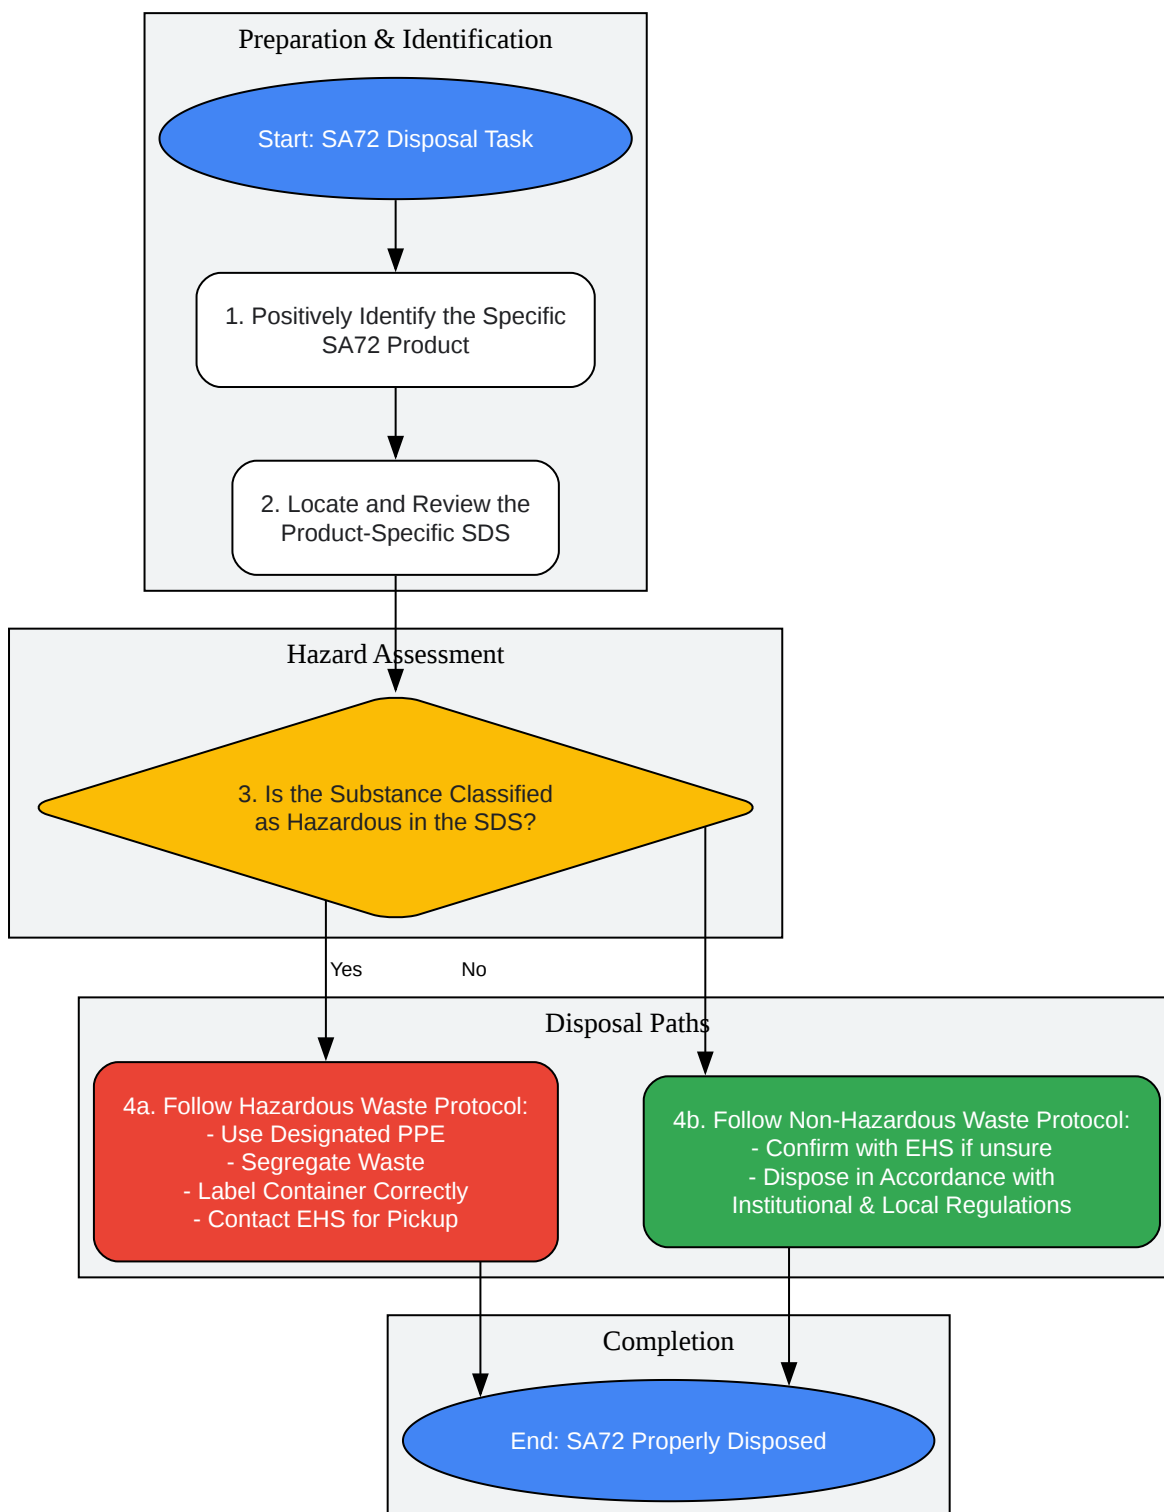 Preparation & Identification
Start: SA72 Disposal Task
1. Positively Identify the Specific
SA72 Product
2. Locate and Review the
Product-Specific SDS
Hazard Assessment
3. Is the Substance Classified
as Hazardous in the SDS?
Yes
No
Disposal Paths
4a. Follow Hazardous Waste Protocol:
- Use Designated PPE
- Segregate Waste
- Label Container Correctly
- Contact EHS for Pickup
4b. Follow Non-Hazardous Waste Protocol:
- Confirm with EHS if unsure
- Dispose in Accordance with
Institutional & Local Regulations
Completion
End: SA72 Properly Disposed